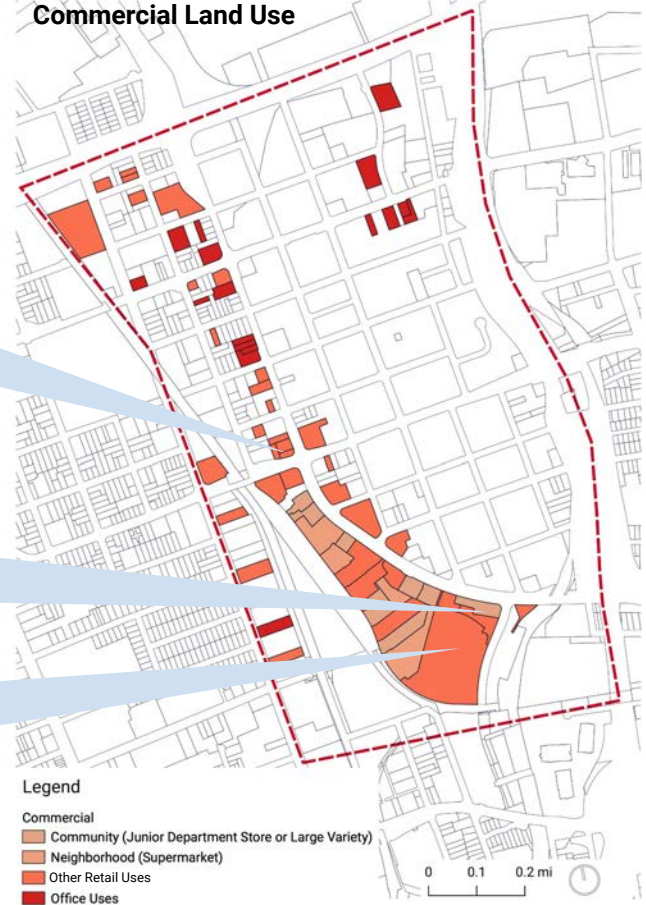 Commercial Land Use
Legend
Commercial
Community (Junior Department Store or Large Variety)
Neighborhood (Supermarket)
Other Retail Uses
Office Uses
0 0.1 0.2 mi